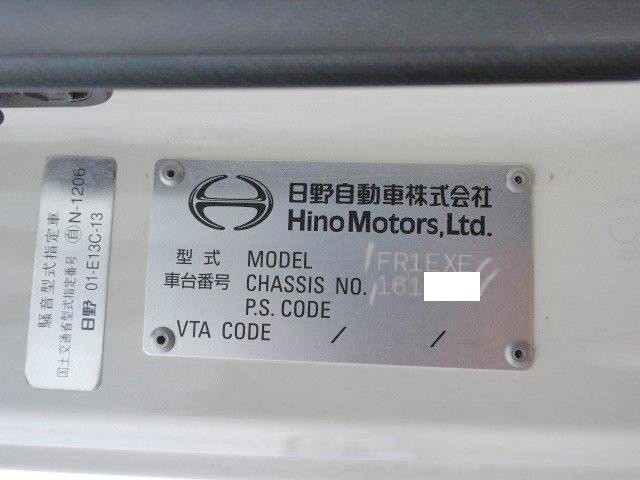 騒音型式指定車
国土交通省型式指定番号 自 N-1206
日野 01-E13C-13
日野自動車株式会社
Hino Motors, Ltd.
型式 MODEL /FR1EXE/
車台番号 CHASSIS NO. /161
P.S. CODE
VTA CODE / /